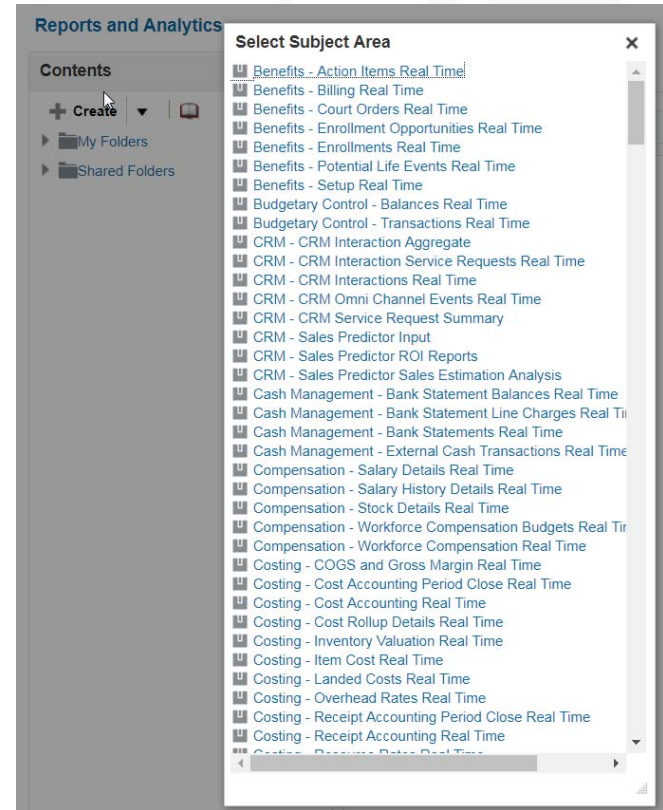 Reports and Analytics
Contents
Create
My Folders
Shared Folders
Select Subject Area
Benefits - Action Items Real Time
Benefits - Billing Real Time
Benefits - Court Orders Real Time
Benefits - Enrollment Opportunities Real Time
Benefits - Enrollments Real Time
Benefits - Potential Life Events Real Time
Benefits - Setup Real Time
Budgetary Control - Balances Real Time
Budgetary Control - Transactions Real Time
CRM - CRM Interaction Aggregate
CRM - CRM Interaction Service Requests Real Time
CRM - CRM Interactions Real Time
CRM - CRM Omni Channel Events Real Time
CRM - CRM Service Request Summary
CRM - Sales Predictor Input
CRM - Sales Predictor ROI Reports
CRM - Sales Predictor Sales Estimation Analysis
Cash Management - Bank Statement Balances Real Time
Cash Management - Bank Statement Line Charges Real Ti
Cash Management - Bank Statements Real Time
Cash Management - External Cash Transactions Real Time
Compensation - Salary Details Real Time
Compensation - Salary History Details Real Time
Compensation - Stock Details Real Time
Compensation - Workforce Compensation Budgets Real Tir
Compensation - Workforce Compensation Real Time
Costing - COGS and Gross Margin Real Time
Costing - Cost Accounting Period Close Real Time
Costing - Cost Accounting Real Time
Costing - Cost Rollup Details Real Time
Costing - Inventory Valuation Real Time
Costing - Item Cost Real Time
Costing - Landed Costs Real Time
Costing - Overhead Rates Real Time
Costing - Receipt Accounting Period Close Real Time
Costing - Receipt Accounting Real Time
Costing - Resource Rates Real Time